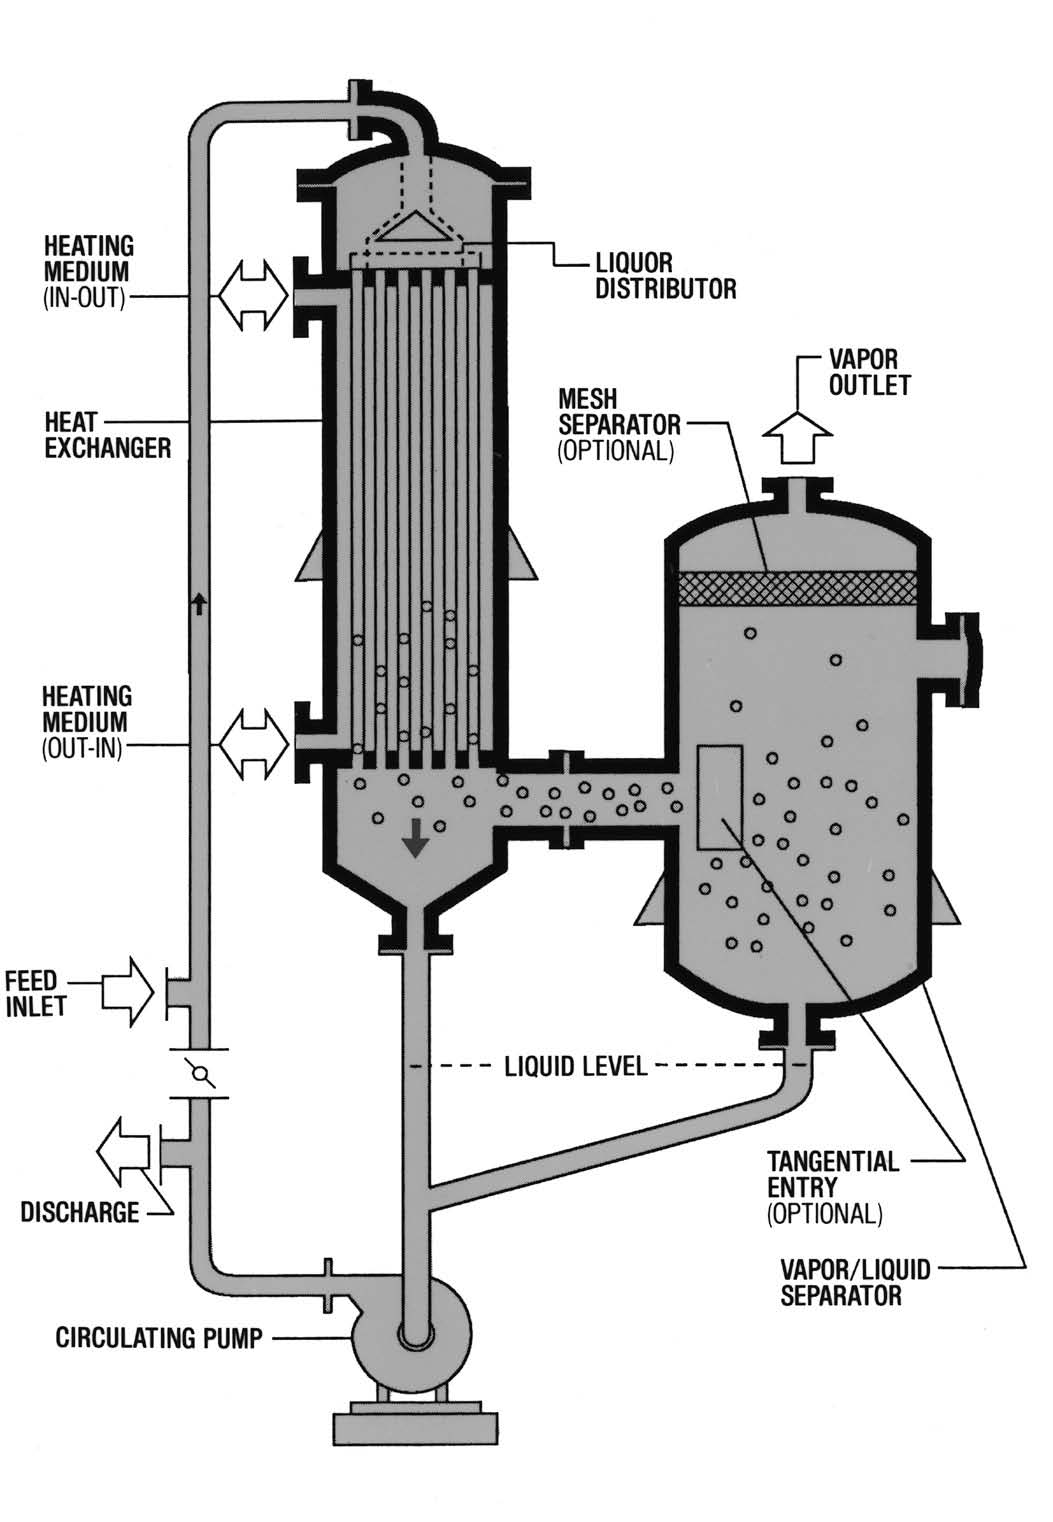 HEATING
MEDIUM
(IN-OUT)
LIQUOR
DISTRIBUTOR
VAPOR
OUTLET
MESH
SEPARATOR
(OPTIONAL)
HEAT
EXCHANGER
HEATING
MEDIUM
(OUT-IN)
FEED
INLET
LIQUID LEVEL
DISCHARGE
TANGENTIAL
ENTRY
(OPTIONAL)
VAPOR/LIQUID
SEPARATOR
CIRCULATING PUMP